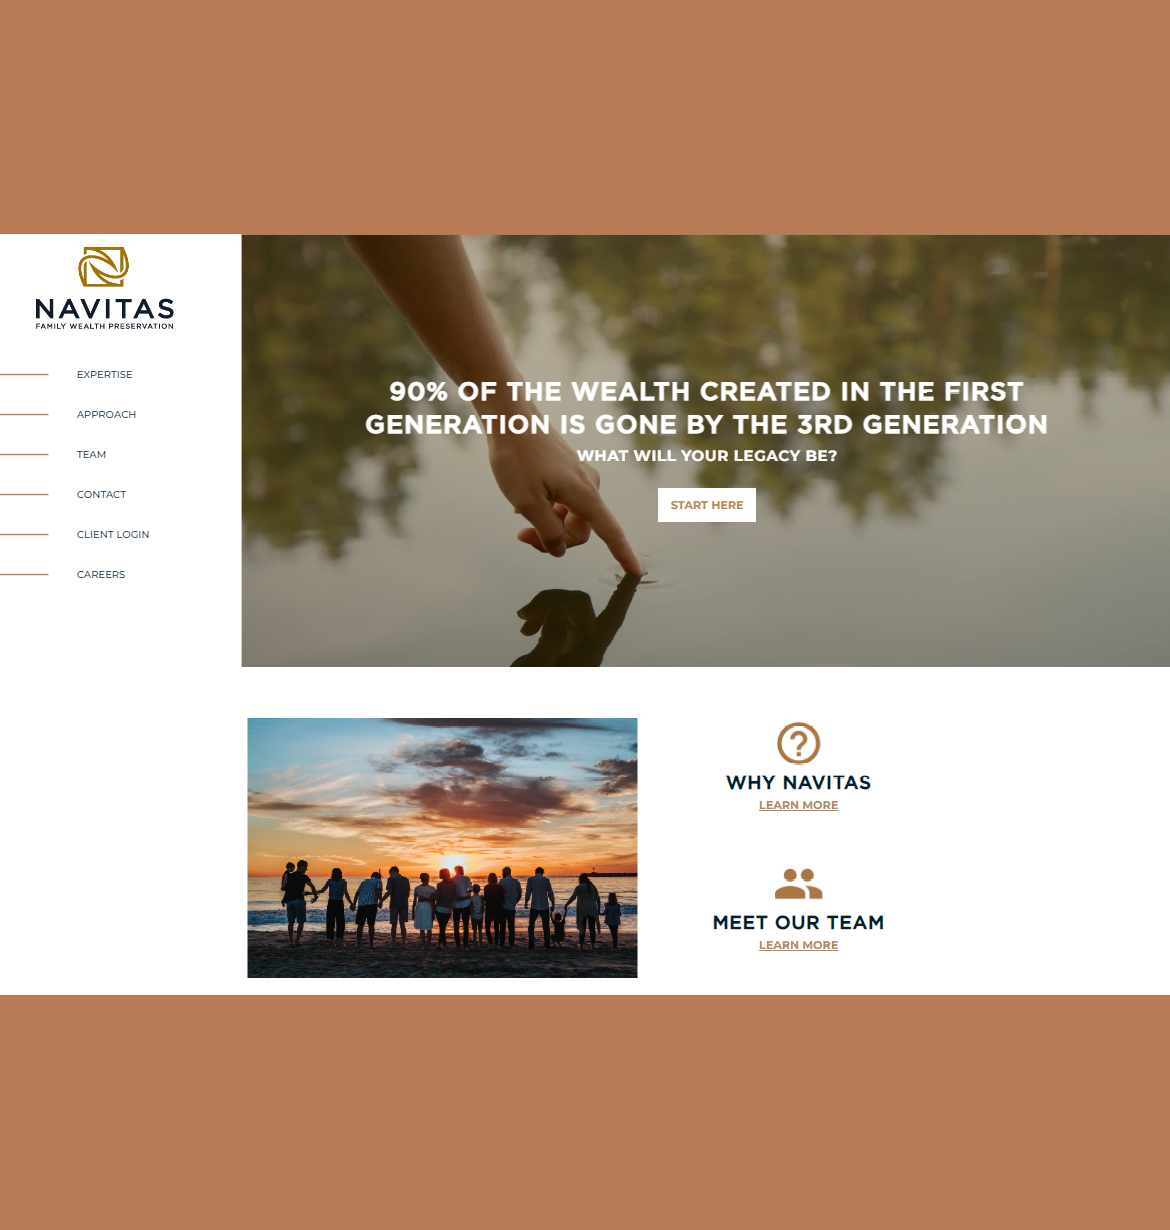 NAVITAS
FAMILY WEALTH PRESERVATION
EXPERTISE
APPROACH
TEAM
CONTACT
CLIENT LOGIN
CAREERS
90% OF THE WEALTH CREATED IN THE FIRST
GENERATION IS GONE BY THE 3RD GENERATION
WHAT WILL YOUR LEGACY BE?
START HERE
WHY NAVITAS
LEARN MORE
MEET OUR TEAM
LEARN MORE